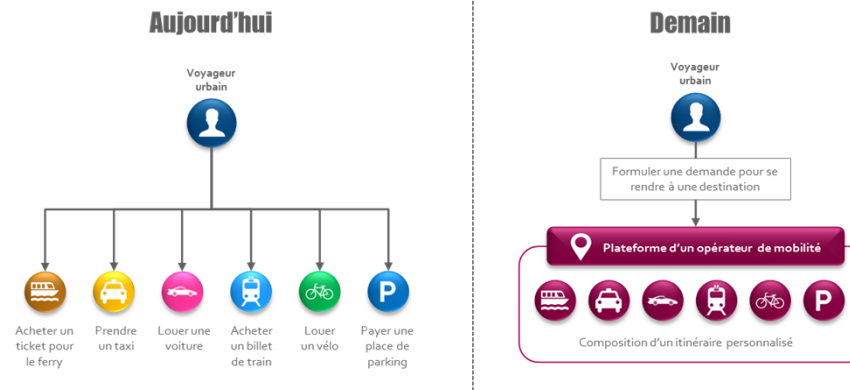 Aujourd'hui
Voyageur
urbain
Acheter un
ticket pour
le ferry
Prendre
un taxi
Louer une
voiture
Acheter
un billet
de train
Louer
un vélo
P
Payer une
place de
parking
Demain
Voyageur
urbain
Formuler une demande pour se
rendre à une destination
Plateforme d'un opérateur de mobilité
P
Composition d'un itinéraire personnalisé